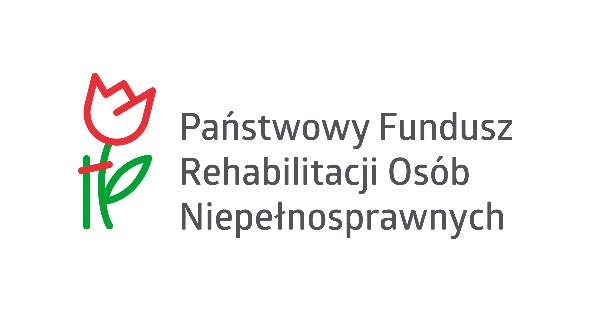 Państwowy Fundusz
Rehabilitacji Osób
Niepełnosprawnych